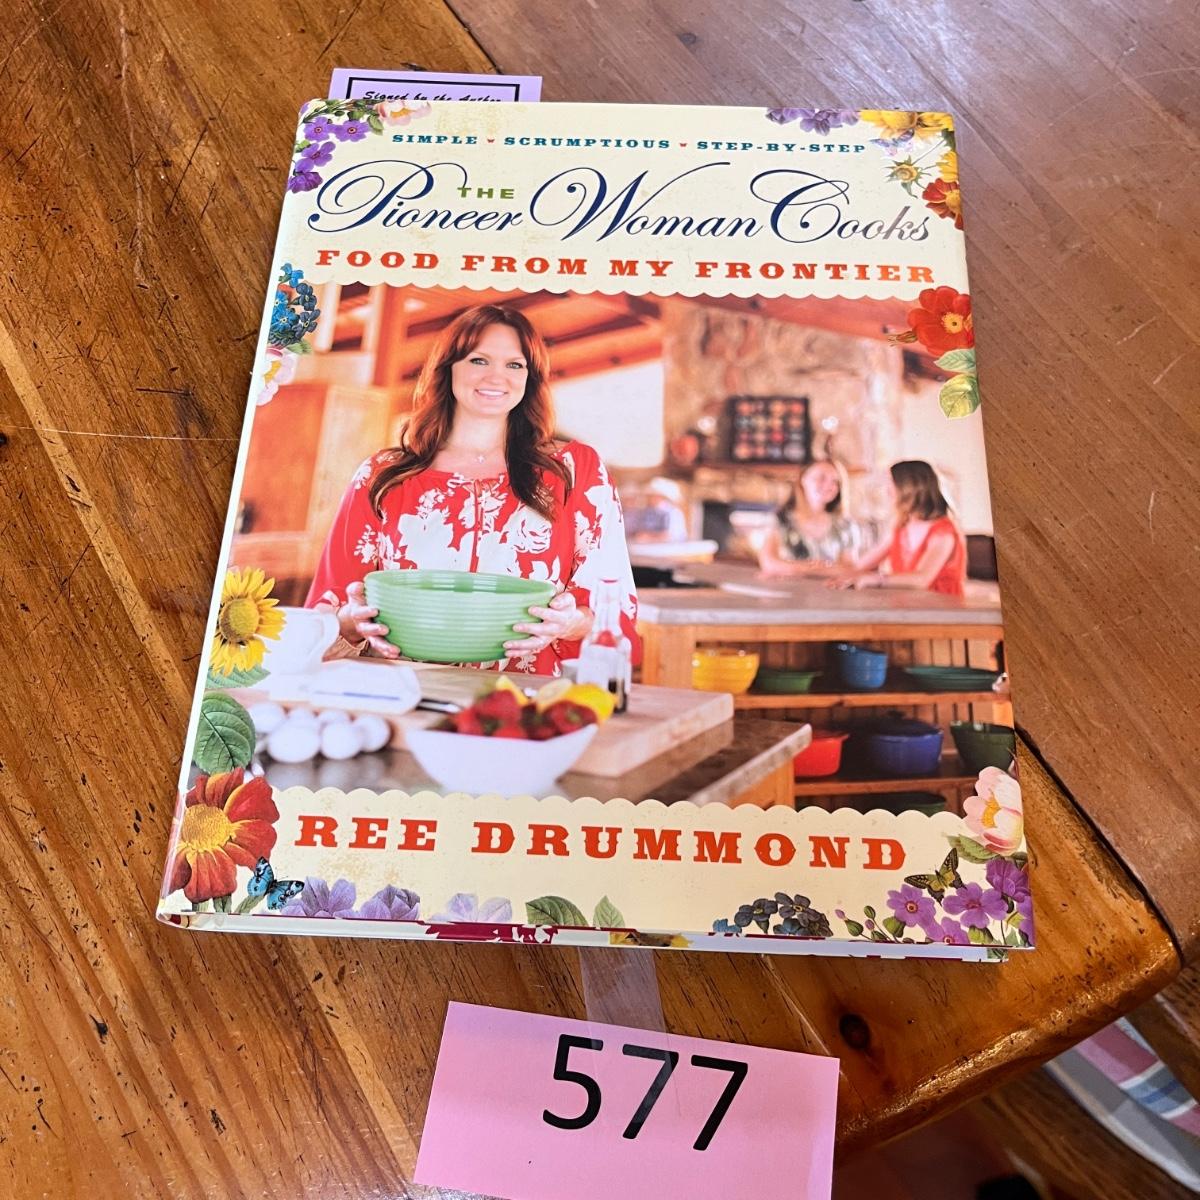 Signed by the Author
SIMPLE SCRUMPTIOUS STEP-BY-STEP
THE
Pioneer Woman Cooks
FOOD FROM MY FRONTIER
REE DRUMMOND
577